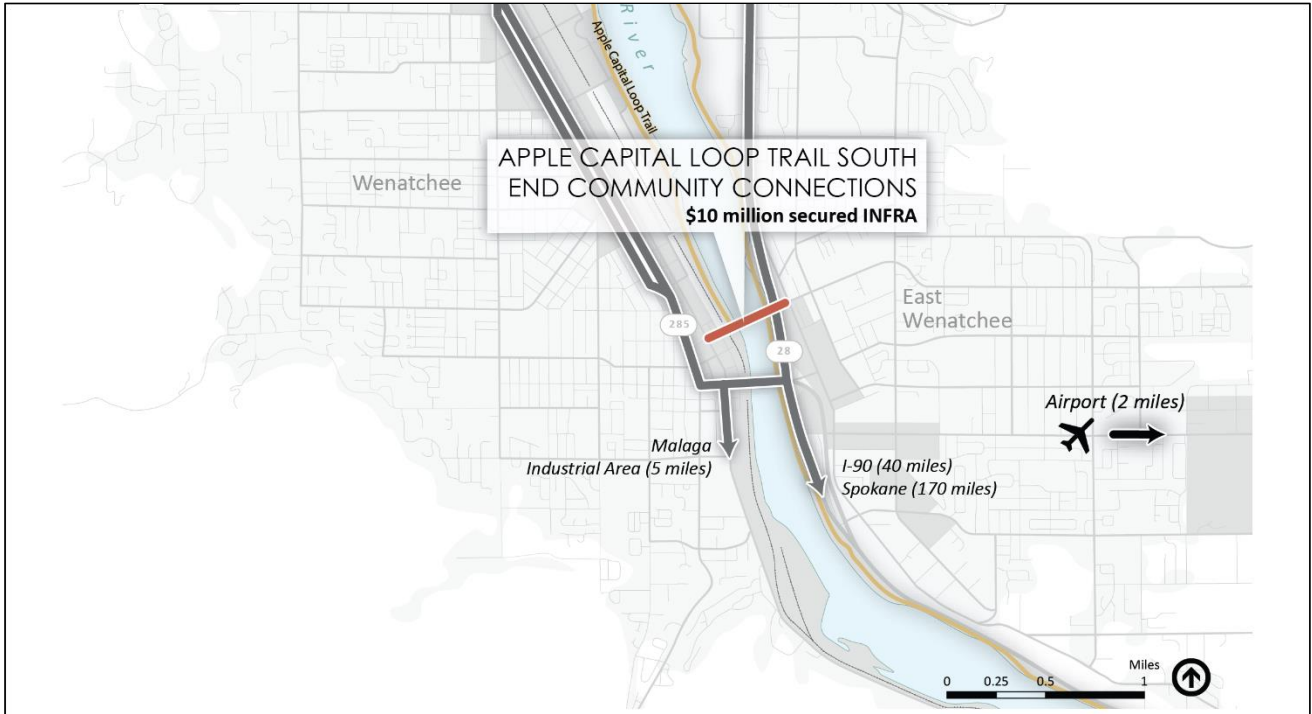 River
Apple Capital Loop Trail
APPLE CAPITAL LOOP TRAIL SOUTH
END COMMUNITY CONNECTIONS
$10 million secured INFRA
Wenatchee
East
Wenatchee
285
28
Airport (2 miles)
Malaga
Industrial Area (5 miles)
I-90 (40 miles)
Spokane (170 miles)
Miles
0 0.25 0.5 1